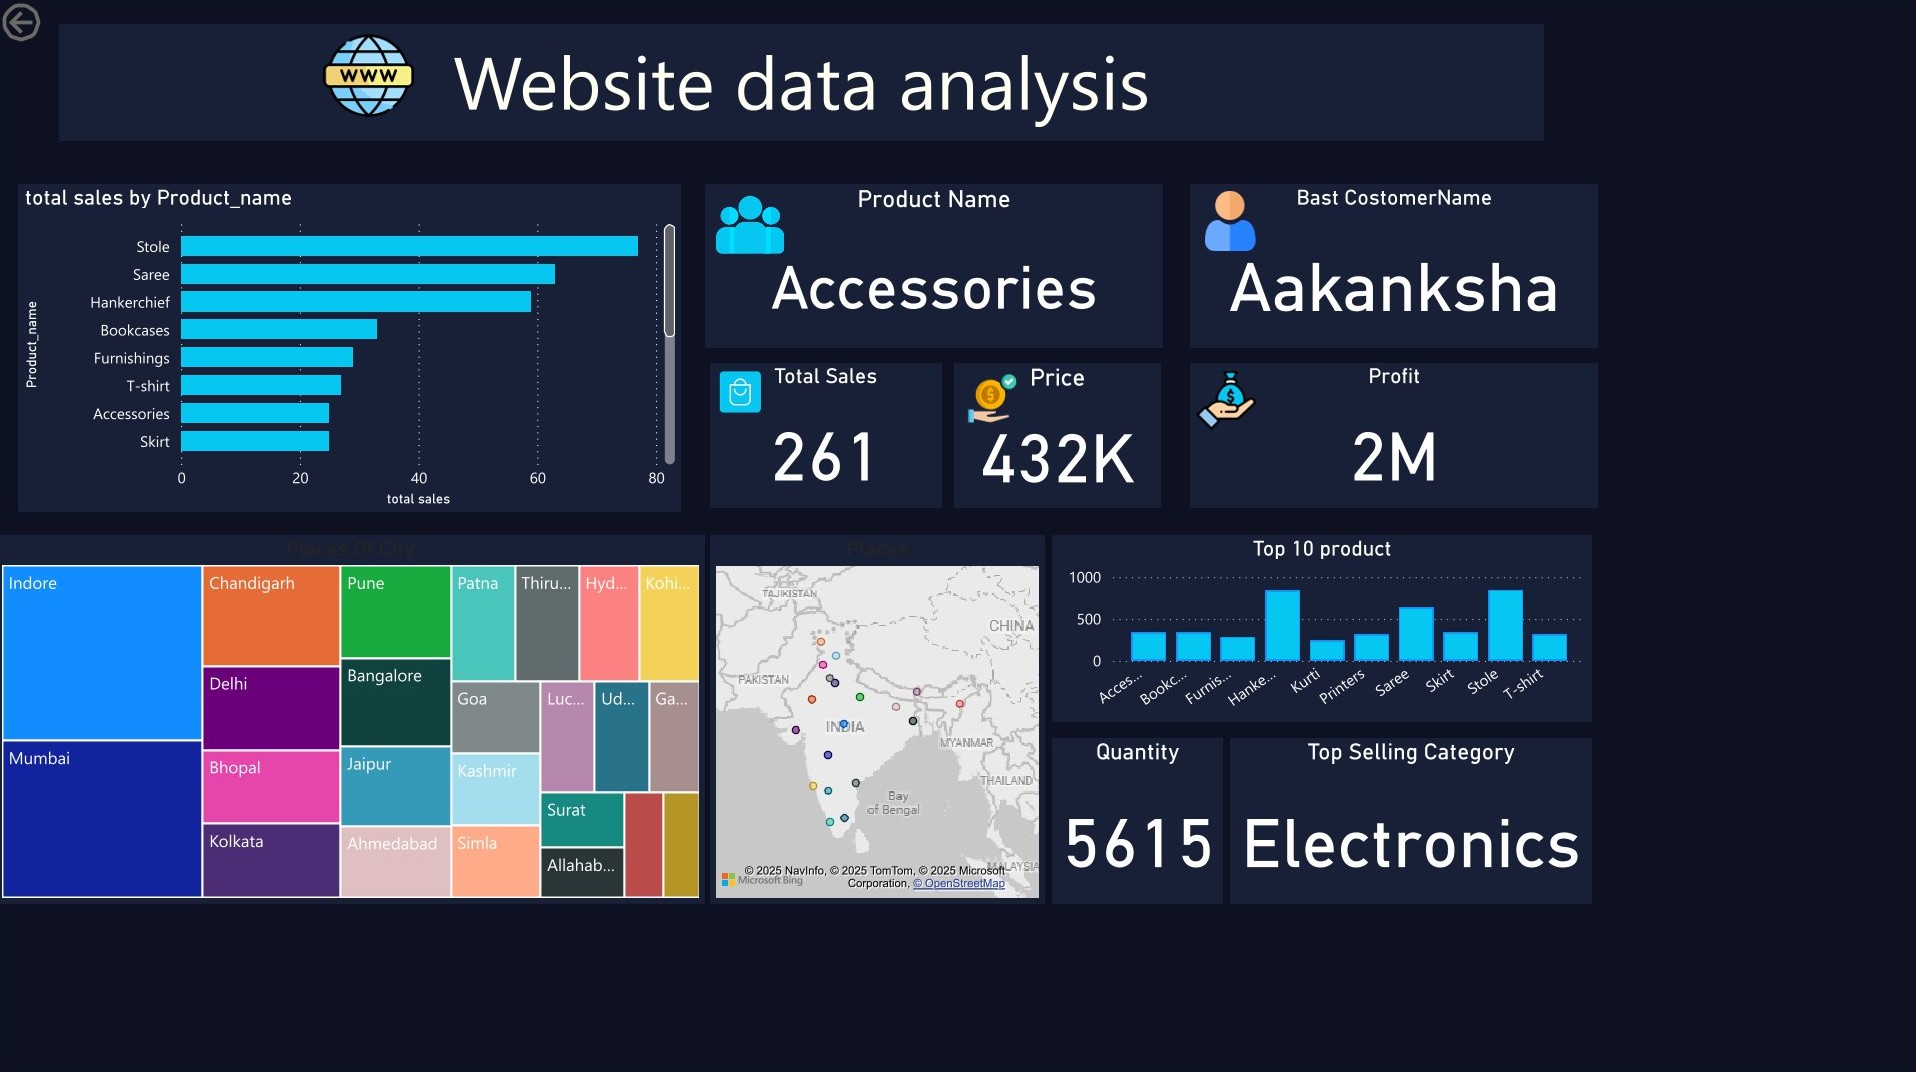 WWW
Website data analysis
total sales by Product_name
Product_name
Stole
Saree
Hankerchief
Bookcases
Furnishings
T-shirt
Accessories
Skirt
0 20 40 60 80
total sales
Product Name
Accessories
Bast CostomerName
Aakanksha
Total Sales
261
Price
432K
Profit
2M
Places Of City
Indore
Mumbai
Chandigarh
Delhi
Bhopal
Kolkata
Pune
Bangalore
Jaipur
Ahmedabad
Patna
Thiru...
Hyd...
Kohi...
Goa
Kashmir
Simla
Luc...
Ud...
Ga...
Surat
Allahab...
Places
TAJIKISTAN
CHINA
PAKISTAN
INDIA
MYANMAR
THAILAND
Bay
of Bengal
MALAYSIA
Microsoft Bing
© 2025 NavInfo, © 2025 TomTom, © 2025 Microsoft
Corporation, © OpenStreetMap
Top 10 product
1000
500
0
Acces...
Bookc...
Furnis...
Hanke...
Kurti
Printers
Saree
Skirt
Stole
T-shirt
Quantity
5615
Top Selling Category
Electronics